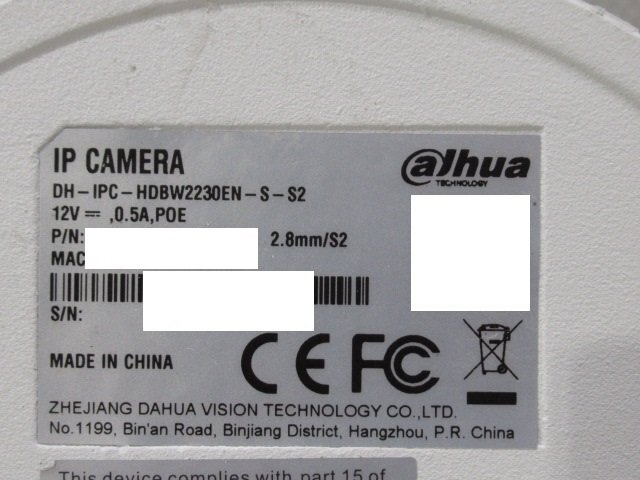 IP CAMERA
alhua
TECHNOLOGY
DH-IPC-HDBW2230EN-S-S2
12V⎓,0.5A,POE
P/N: 2.8mm/S2
MAC
S/N:
MADE IN CHINA
CE FC
ZHEJIANG DAHUA VISION TECHNOLOGY CO.,LTD.
No.1199, Bin'an Road, Binjiang District, Hangzhou, P.R. China
This device complies with part 15 of